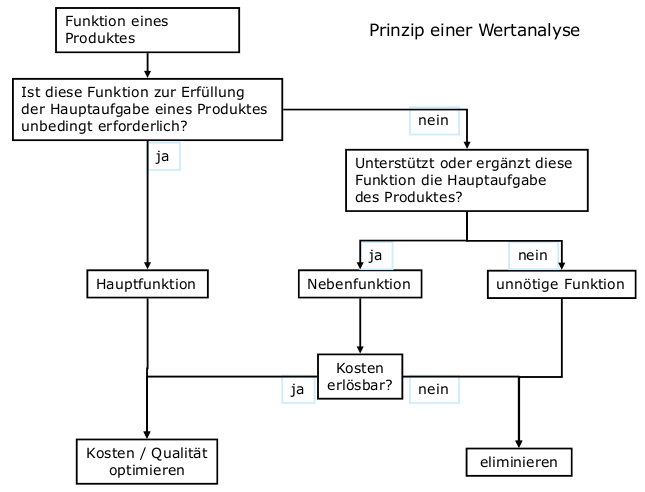 Funktion eines
Produktes
Prinzip einer Wertanalyse
Ist diese Funktion zur Erfüllung
der Hauptaufgabe eines Produktes
unbedingt erforderlich?
nein
ja
Unterstützt oder ergänzt diese
Funktion die Hauptaufgabe
des Produktes?
ja
nein
Hauptfunktion
Nebenfunktion
unnötige Funktion
Kosten
erlösbar?
ja
nein
Kosten / Qualität
optimieren
eliminieren